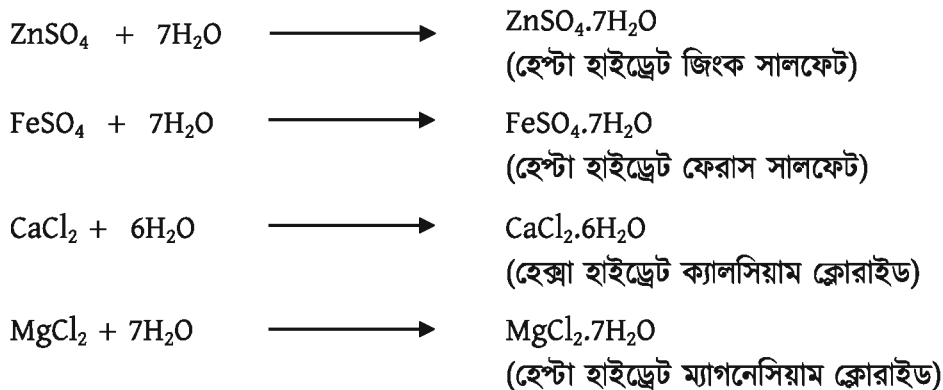 ZnSO₄ + 7H₂O ⟶ ZnSO₄.7H₂O
(হেপ্টা হাইড্রেট জিংক সালফেট)
FeSO₄ + 7H₂O ⟶ FeSO₄.7H₂O
(হেপ্টা হাইড্রেট ফেরাস সালফেট)
CaCl₂ + 6H₂O ⟶ CaCl₂.6H₂O
(হেক্সা হাইড্রেট ক্যালসিয়াম ক্লোরাইড)
MgCl₂ + 7H₂O ⟶ MgCl₂.7H₂O
(হেপ্টা হাইড্রেট ম্যাগনেসিয়াম ক্লোরাইড)